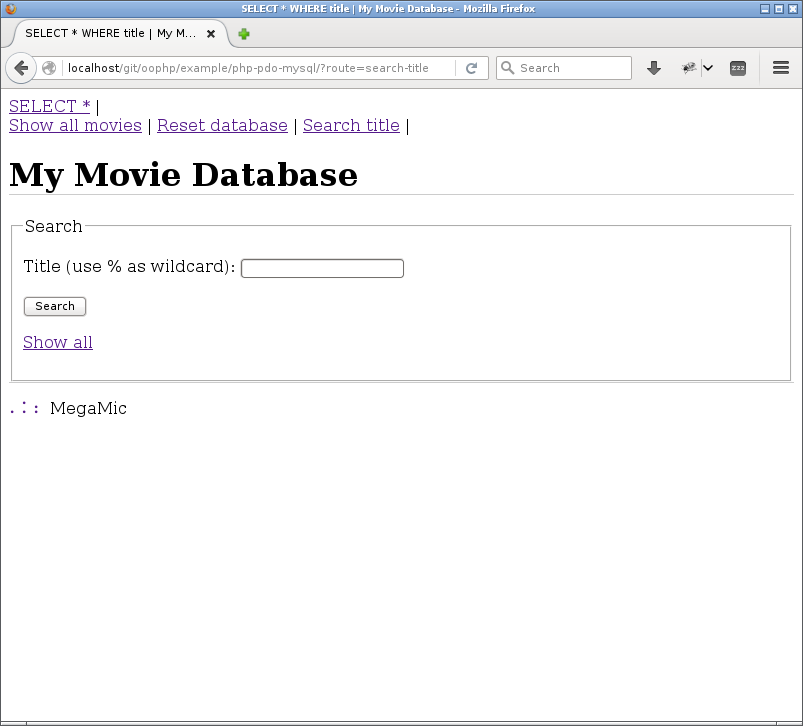 SELECT * WHERE title | My Movie Database - Mozilla Firefox
SELECT * WHERE title | My M...
localhost/git/oophp/example/php-pdo-mysql/?route=search-title
Search
zzz
SELECT * |
Show all movies | Reset database | Search title |
My Movie Database
Search
Title (use % as wildcard):
Search
Show all
.:: MegaMic